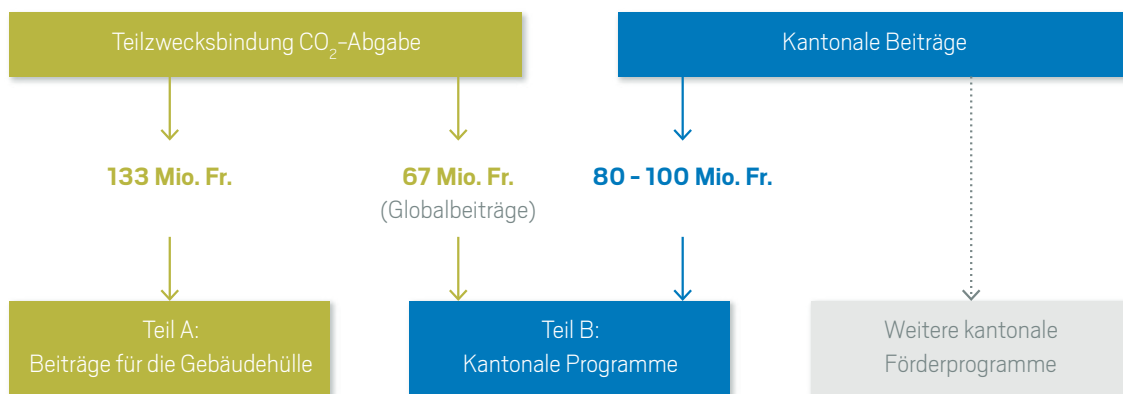 Teilzwecksbindung CO₂-Abgabe
Kantonale Beiträge
133 Mio. Fr.
67 Mio. Fr.
(Globalbeiträge)
80 - 100 Mio. Fr.
Teil A:
Beiträge für die Gebäudehülle
Teil B:
Kantonale Programme
Weitere kantonale
Förderprogramme